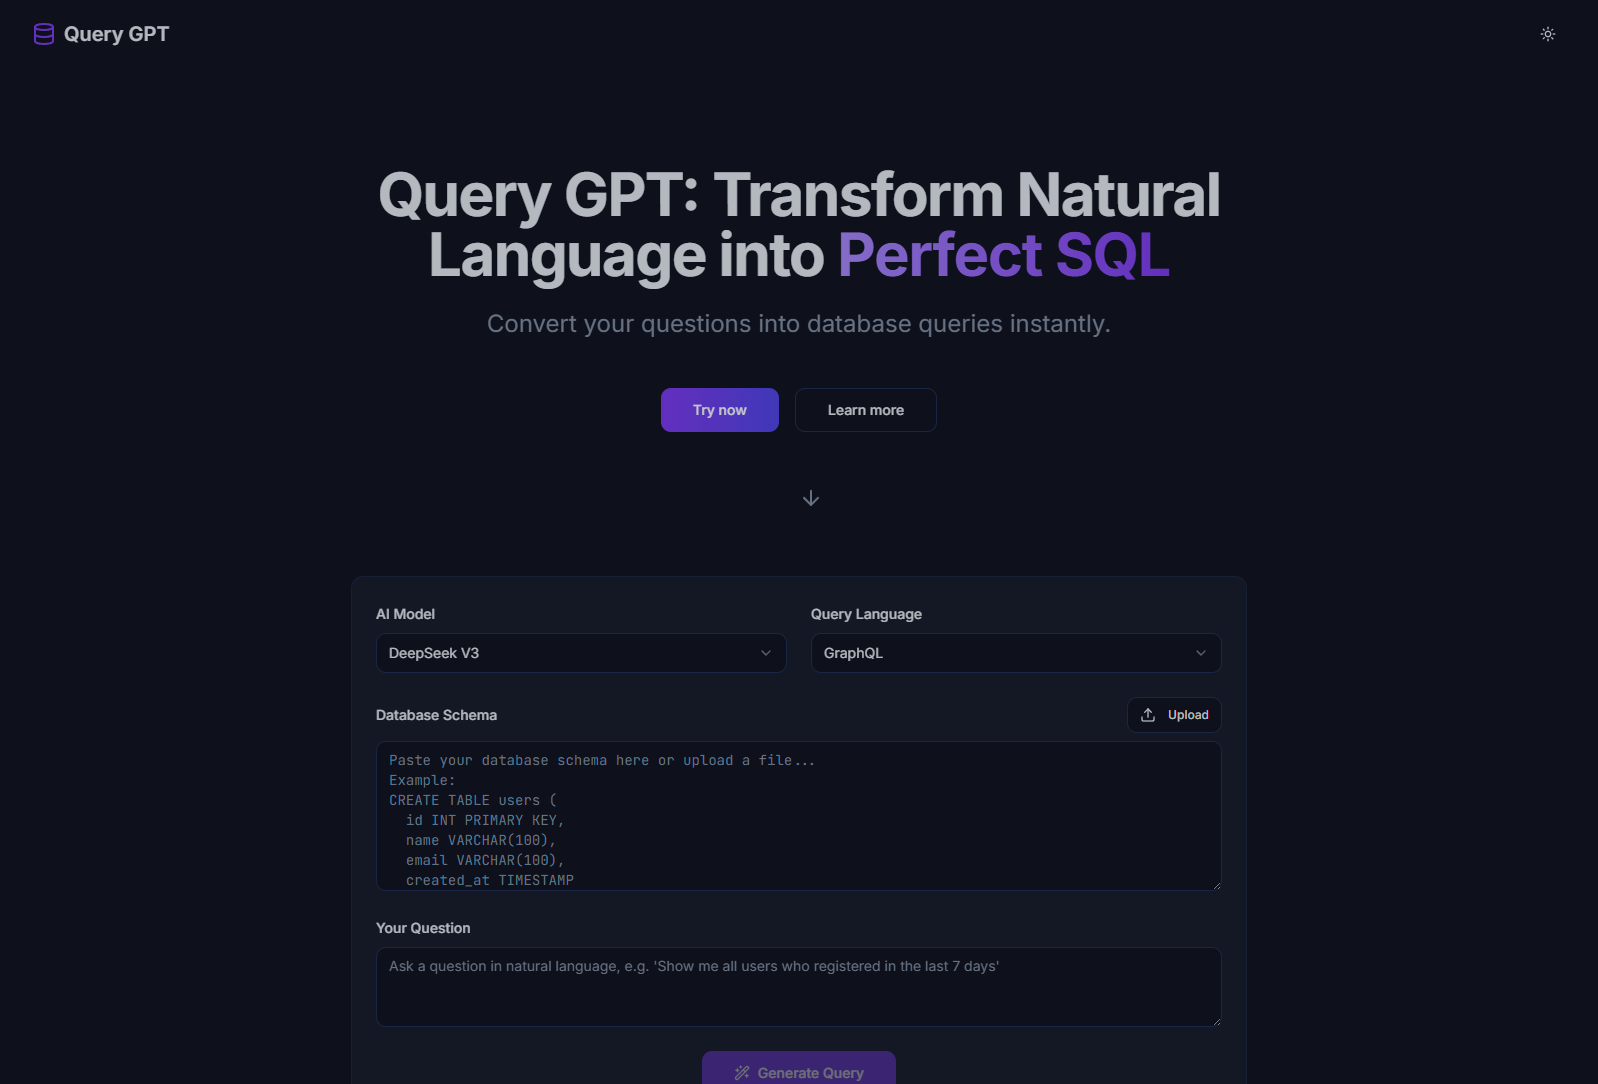 Query GPT
Query GPT: Transform Natural
Language into Perfect SQL
Convert your questions into database queries instantly.
Try now
Learn more
AI Model
Query Language
DeepSeek V3
GraphQL
Database Schema
Upload
Paste your database schema here or upload a file...
Example:
CREATE TABLE users (
  id INT PRIMARY KEY,
  name VARCHAR(100),
  email VARCHAR(100),
  created_at TIMESTAMP
Your Question
Ask a question in natural language, e.g. 'Show me all users who registered in the last 7 days'
Generate Query